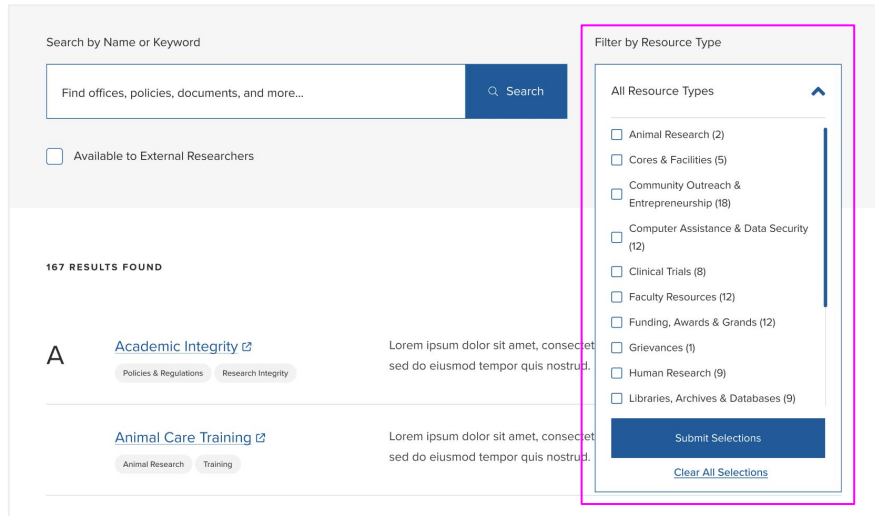 Search by Name or Keyword
Find offices, policies, documents, and more...
Search
Available to External Researchers
Filter by Resource Type
All Resource Types
Animal Research (2)
Cores & Facilities (5)
Community Outreach &
Entrepreneurship (18)
Computer Assistance & Data Security
(12)
Clinical Trials (8)
Faculty Resources (12)
Funding, Awards & Grands (12)
Grievances (1)
Human Research (9)
Libraries, Archives & Databases (9)
Submit Selections
Clear All Selections
167 RESULTS FOUND
A
Academic Integrity
Policies & Regulations
Research Integrity
Lorem ipsum dolor sit amet, consectet
sed do eiusmod tempor quis nostrud.
Animal Care Training
Animal Research
Training
Lorem ipsum dolor sit amet, consectet
sed do eiusmod tempor quis nostrud.